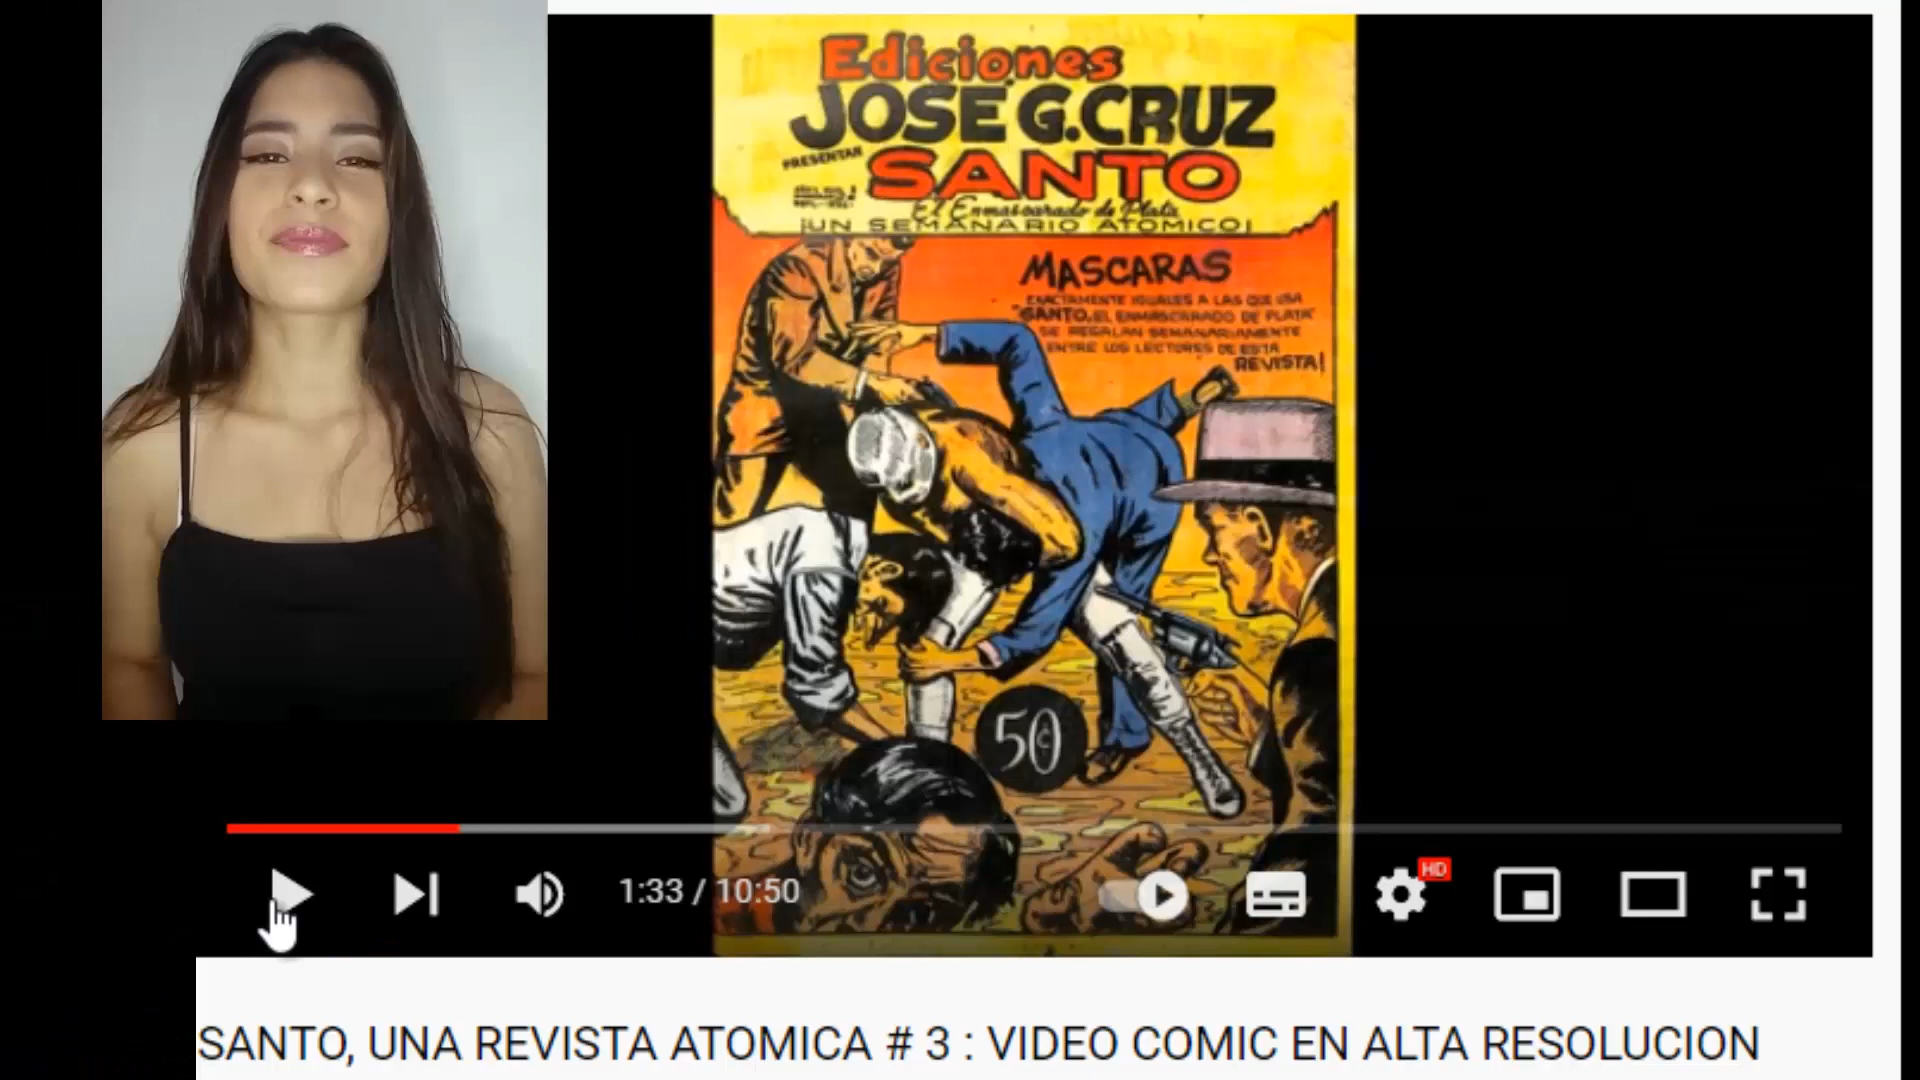 Ediciones
JOSE G. CRUZ
PRESENTAN
SANTO
El Enmascarado de Plata
¡UN SEMANARIO ATOMICO!
MASCARAS
EXACTAMENTE IGUALES A LAS QUE USA
"SANTO, EL ENMASCARADO DE PLATA"
SE REGALAN SEMANARIAMENTE
ENTRE LOS LECTORES DE ESTA
REVISTA!
50¢
1:33 / 10:50
HD
SANTO, UNA REVISTA ATOMICA # 3 : VIDEO COMIC EN ALTA RESOLUCION